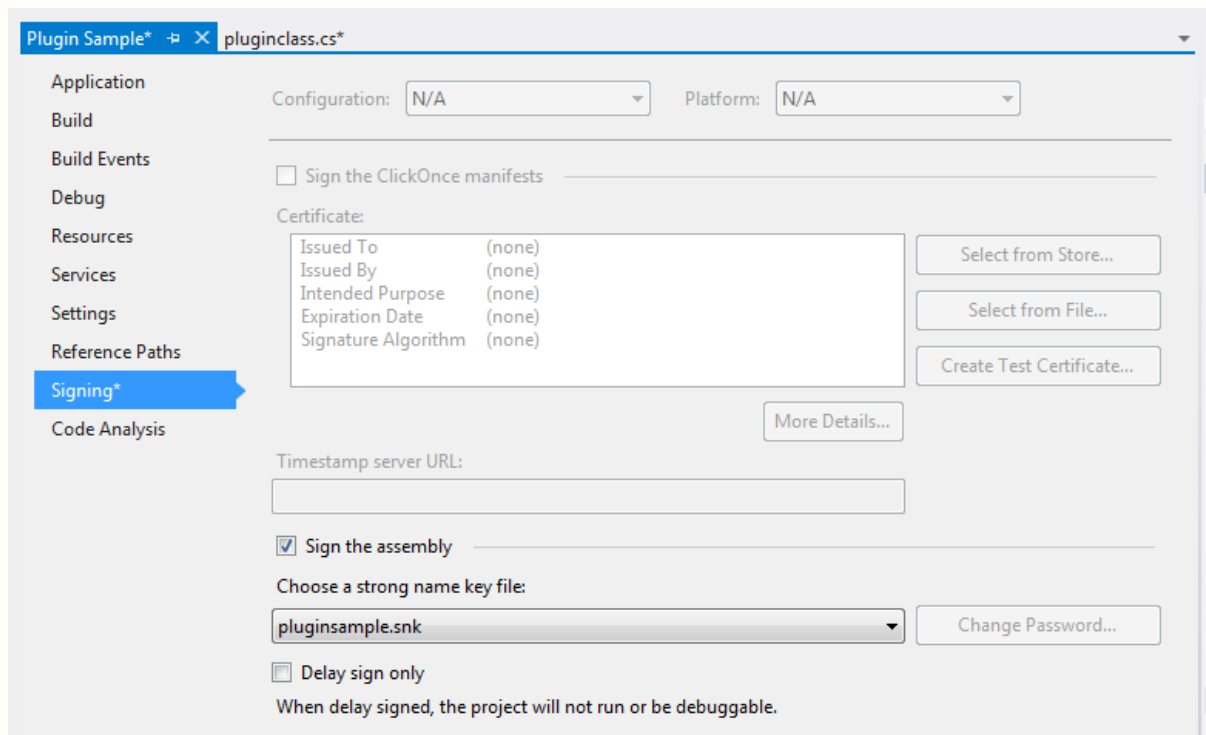 Plugin Sample* pluginclass.cs*
Application
Build
Build Events
Debug
Resources
Services
Settings
Reference Paths
Signing*
Code Analysis
Configuration: N/A Platform: N/A
Sign the ClickOnce manifests
Certificate:
Issued To (none)
Issued By (none)
Intended Purpose (none)
Expiration Date (none)
Signature Algorithm (none)
Select from Store...
Select from File...
Create Test Certificate...
More Details...
Timestamp server URL:
Sign the assembly
Choose a strong name key file:
pluginsample.snk Change Password...
Delay sign only
When delay signed, the project will not run or be debuggable.